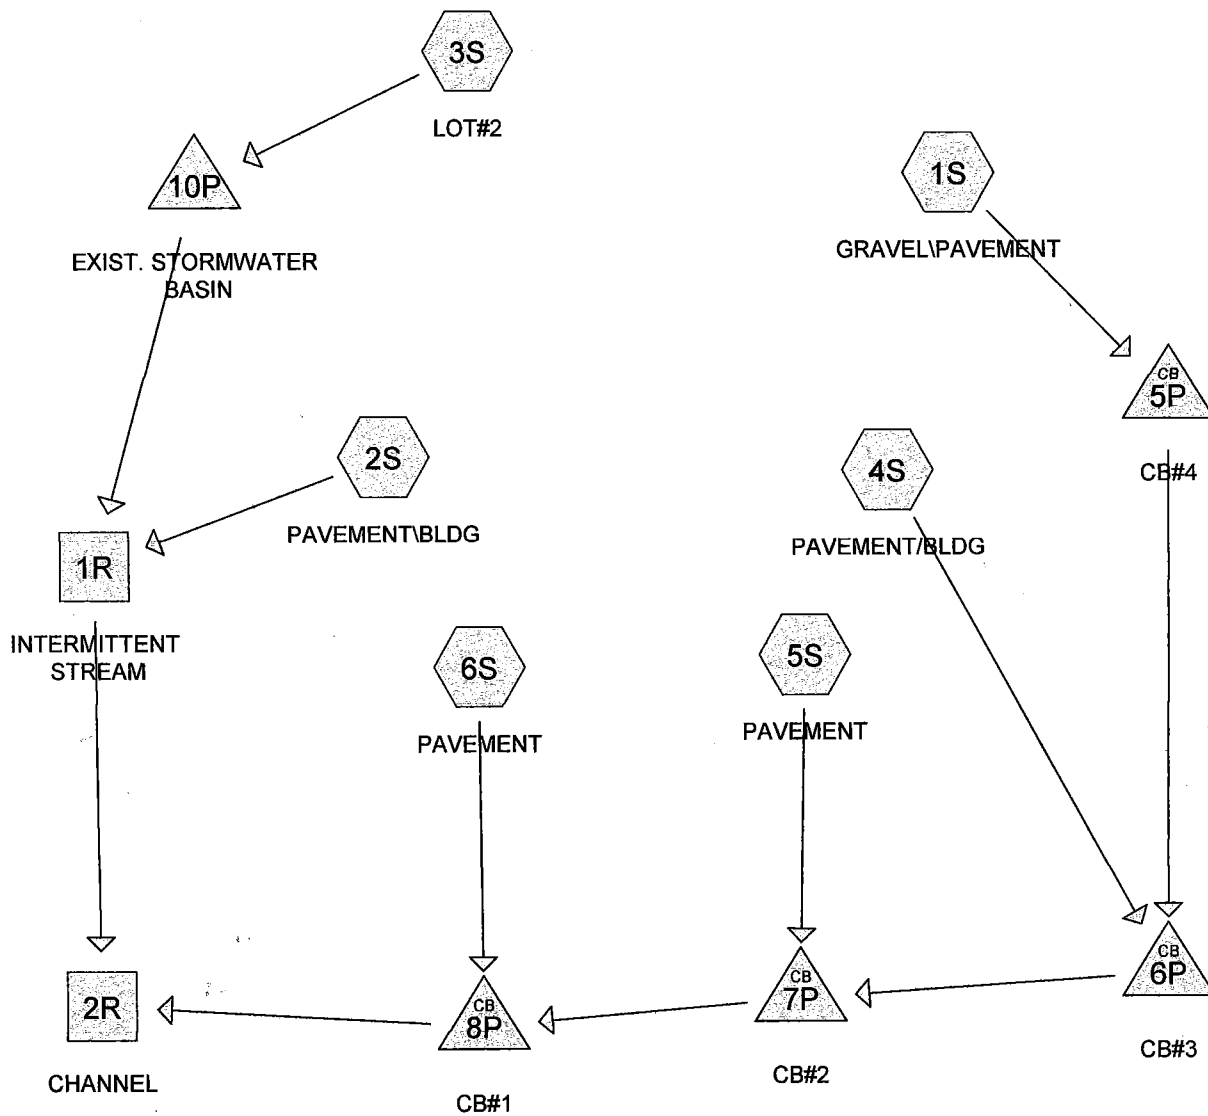 3S
LOT#2
10P
EXIST. STORMWATER
BASIN
1S
GRAVEL\PAVEMENT
CB
5P
CB#4
2S
PAVEMENT\BLDG
4S
PAVEMENT/BLDG
1R
INTERMITTENT
STREAM
6S
PAVEMENT
5S
PAVEMENT
2R
CHANNEL
CB
8P
CB#1
CB
7P
CB#2
CB
6P
CB#3